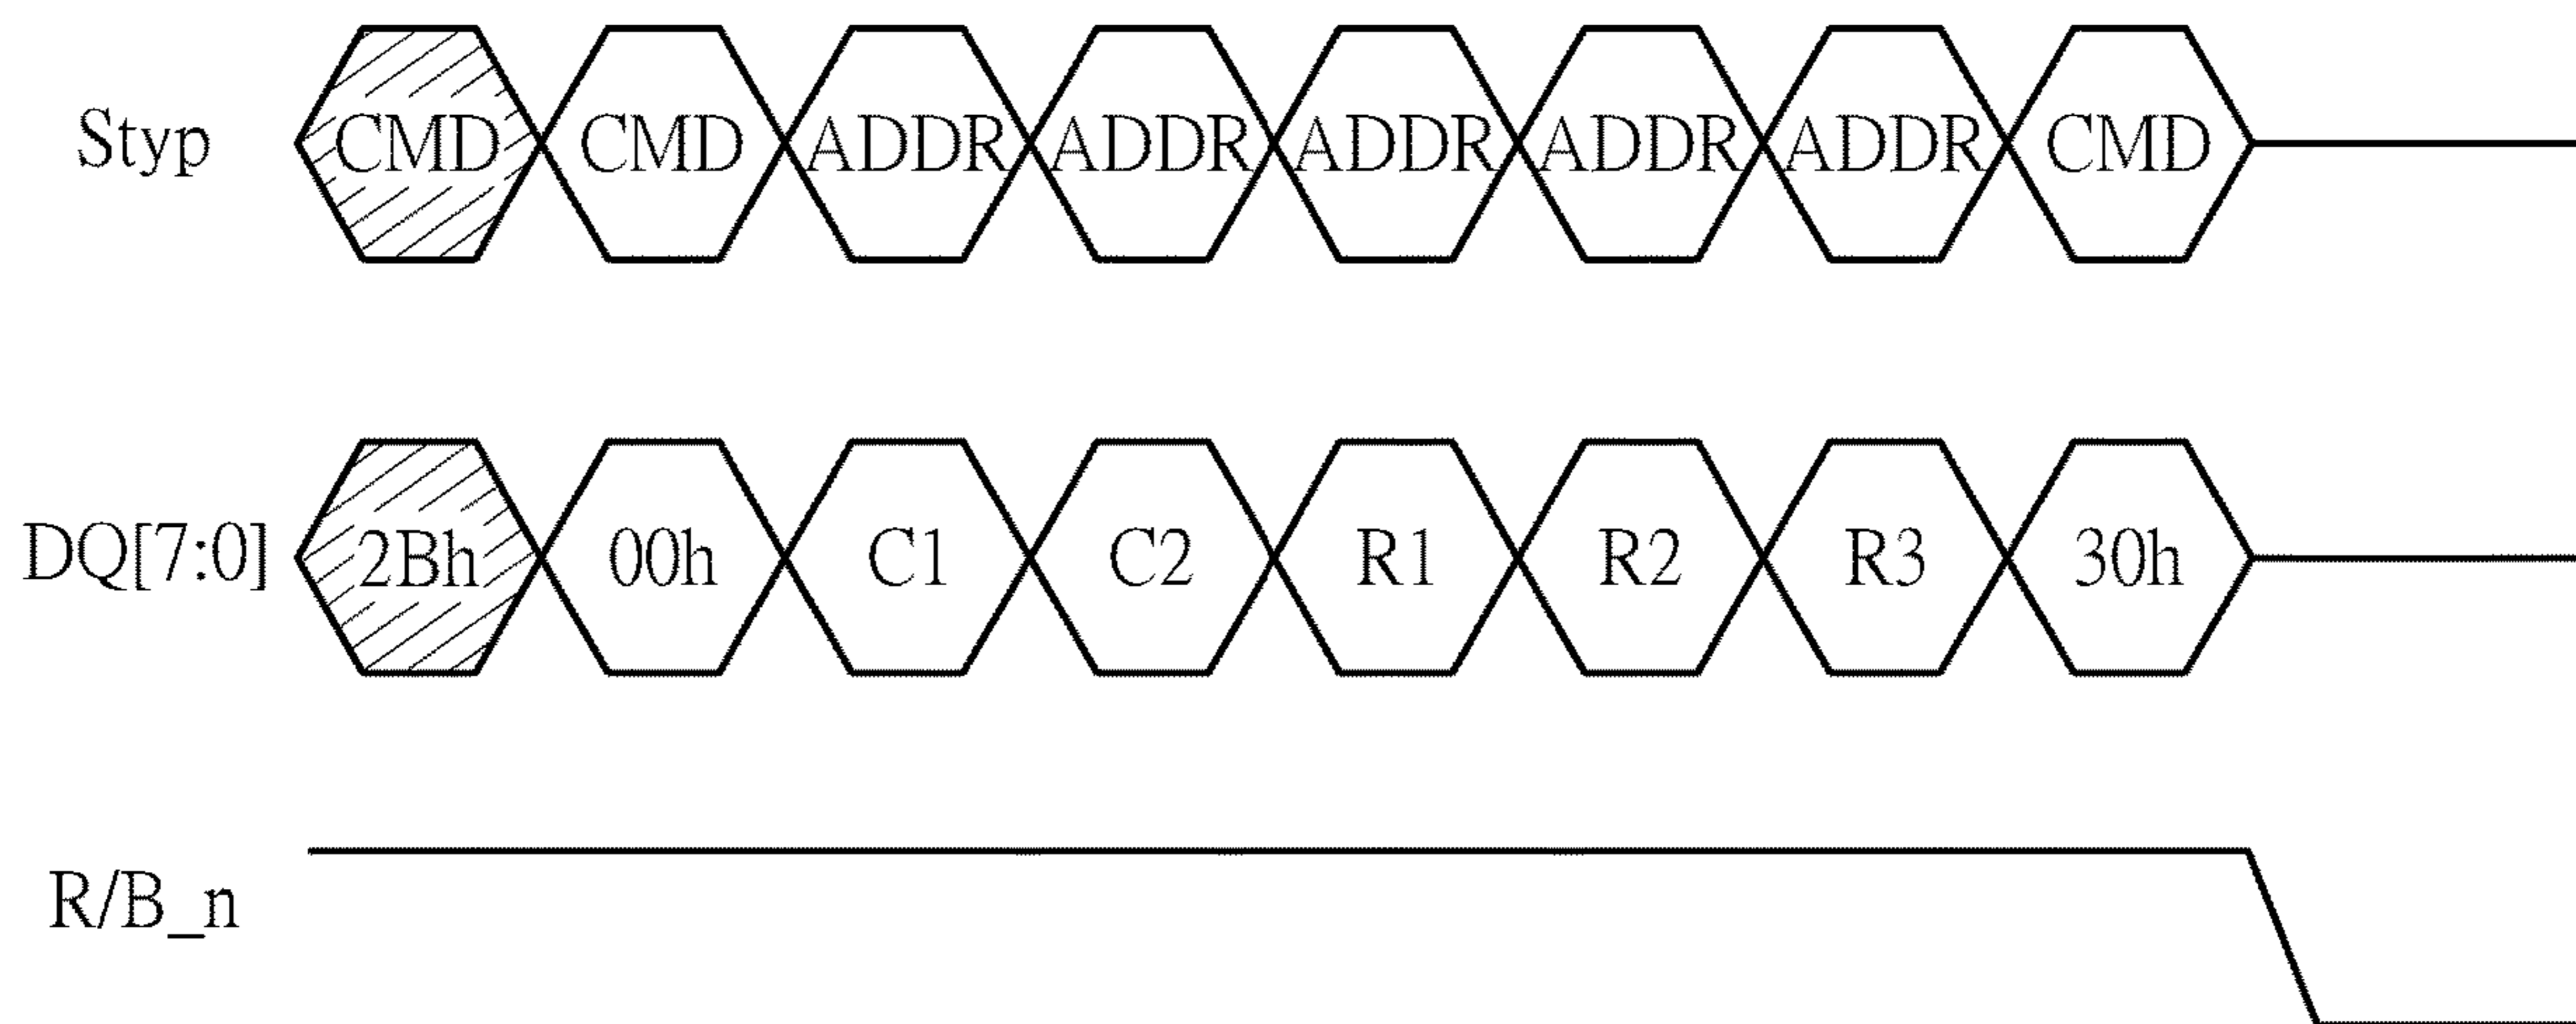 Styp CMD CMD ADDR ADDR ADDR ADDR ADDR CMD
DQ[7:0] 2Bh 00h C1 C2 R1 R2 R3 30h
R/B_n